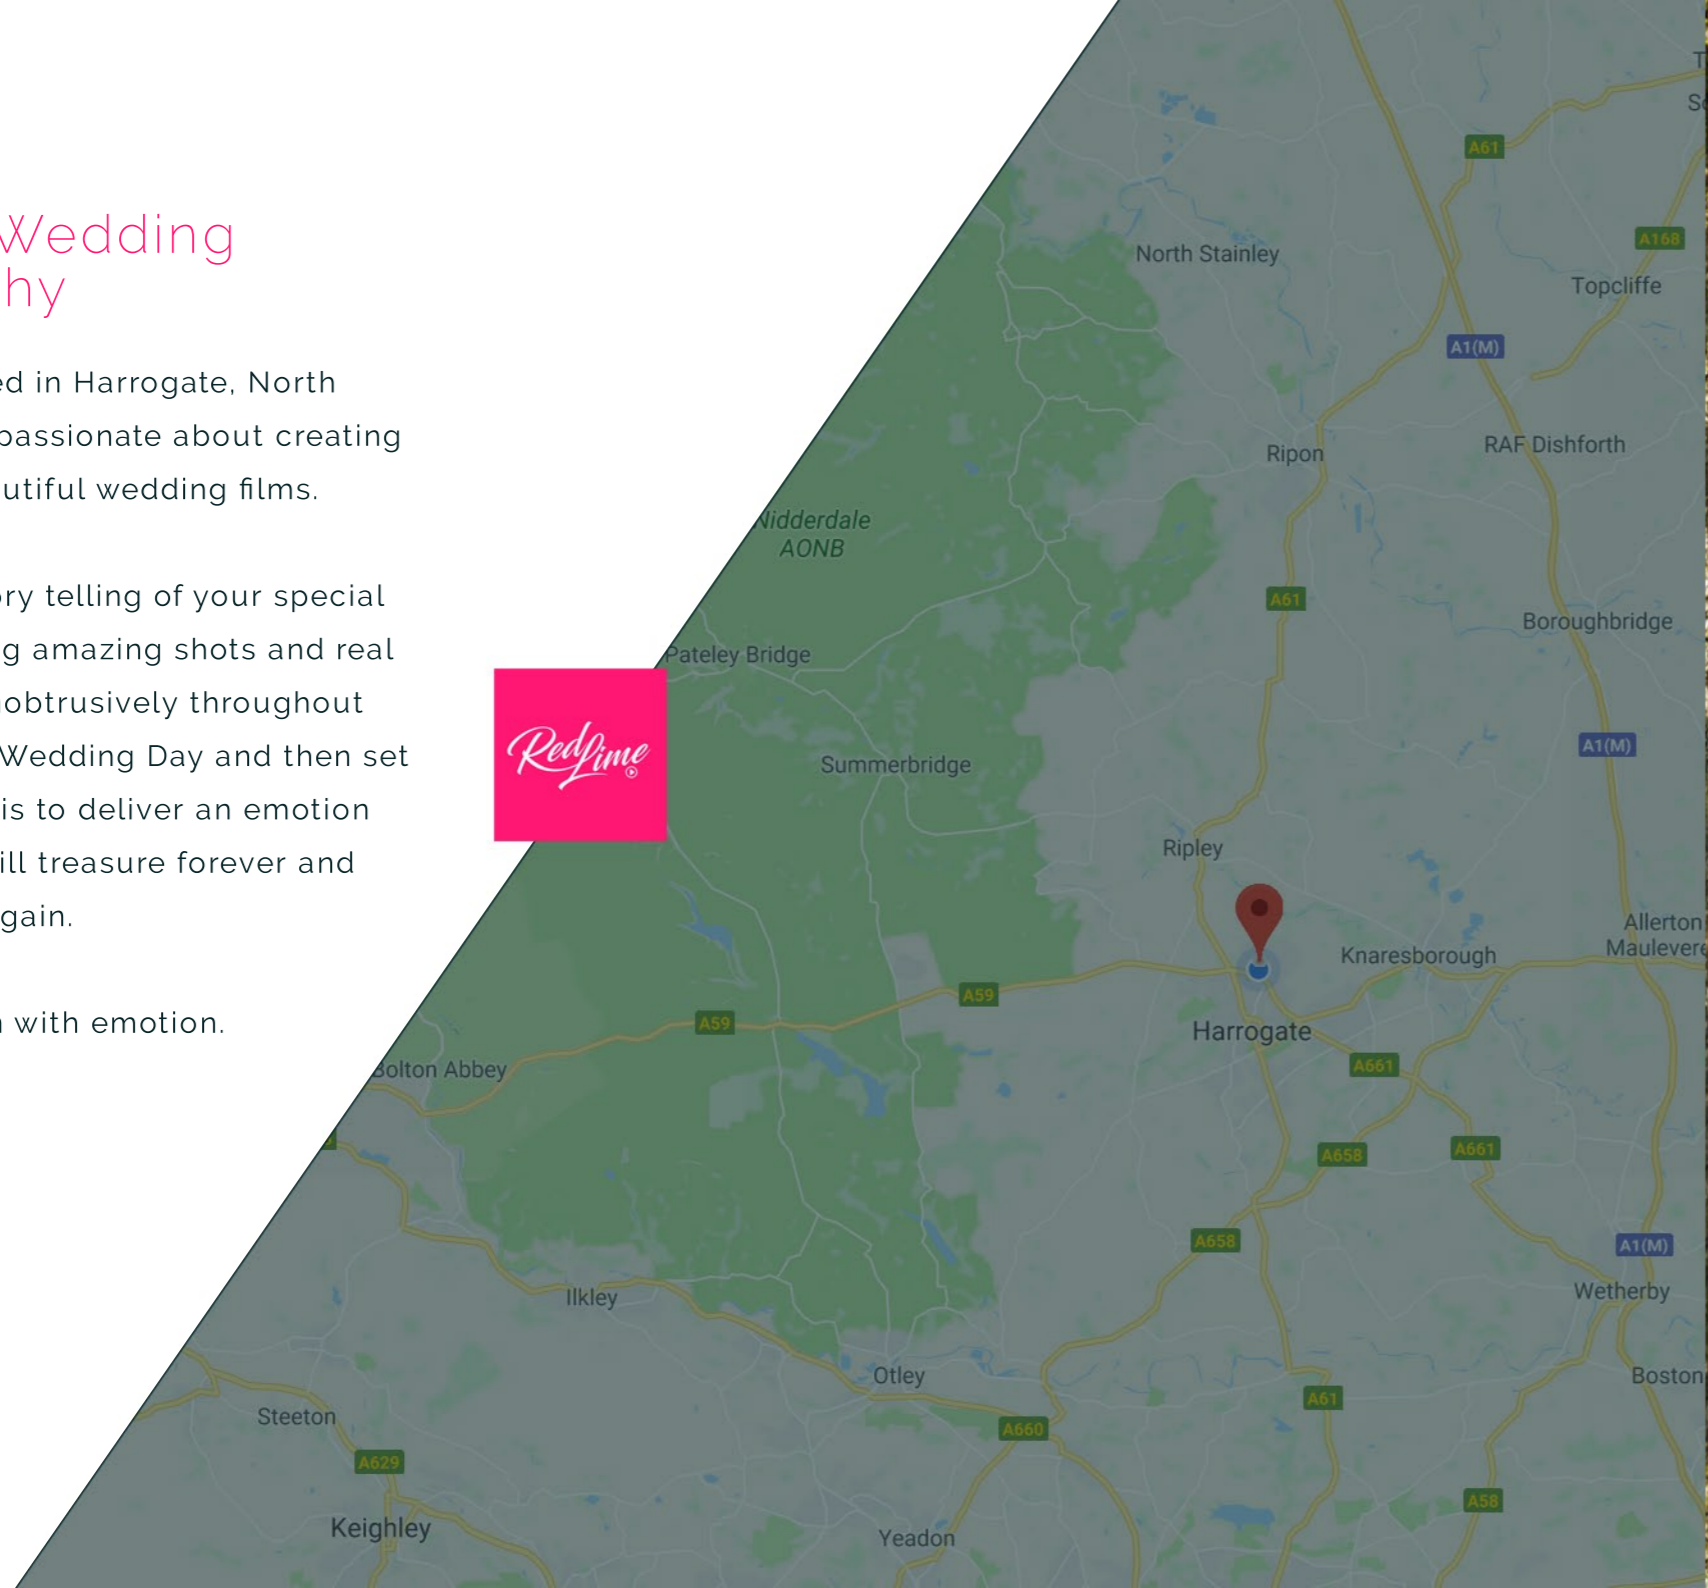 Wedding
hy
ed in Harrogate, North
passionate about creating
utiful wedding films.
ry telling of your special
g amazing shots and real
obtrusively throughout
Wedding Day and then set
is to deliver an emotion
ill treasure forever and
gain.
with emotion.
RedLime
A61
A168
North Stainley
Topcliffe
A1(M)
Ripon
RAF Dishforth
Nidderdale
AONB
A61
Boroughbridge
Pateley Bridge
A1(M)
Summerbridge
Ripley
Allerton
Maulevere
Knaresborough
A59
A59
Harrogate
A661
Bolton Abbey
A658
A661
A658
A1(M)
Wetherby
Ilkley
Otley
Boston
A61
Steeton
A660
A629
A58
Keighley
Yeadon